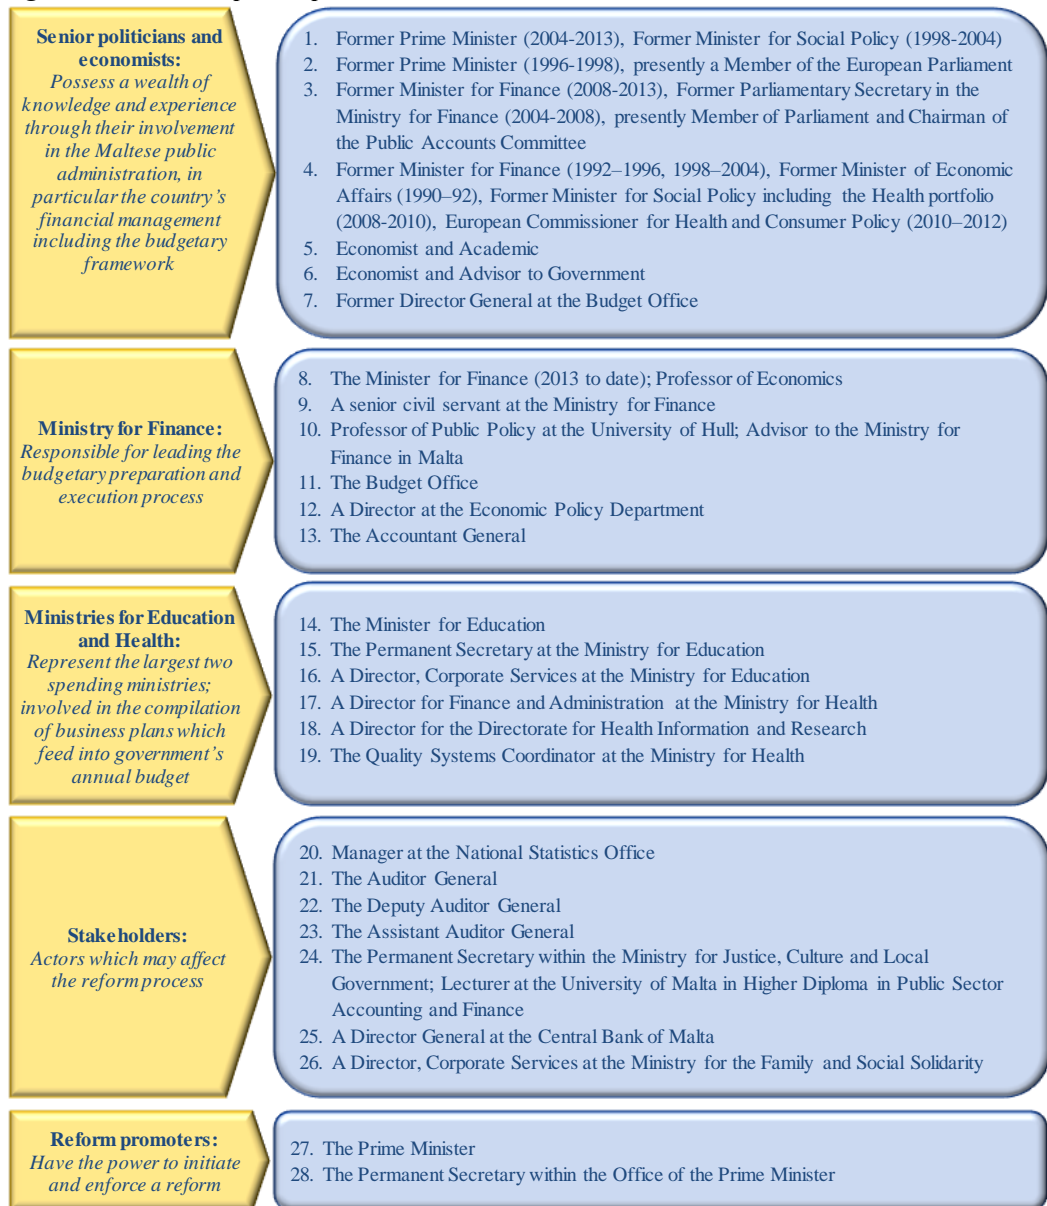 Senior politicians and
economists:
Possess a wealth of
knowledge and experience
through their involvement
in the Maltese public
administration, in
particular the country's
financial management
including the budgetary
framework
1. Former Prime Minister (2004-2013), Former Minister for Social Policy (1998-2004)
2. Former Prime Minister (1996-1998), presently a Member of the European Parliament
3. Former Minister for Finance (2008-2013), Former Parliamentary Secretary in the
Ministry for Finance (2004-2008), presently Member of Parliament and Chairman of
the Public Accounts Committee
4. Former Minister for Finance (1992–1996, 1998–2004), Former Minister of Economic
Affairs (1990–92), Former Minister for Social Policy including the Health portfolio
(2008-2010), European Commissioner for Health and Consumer Policy (2010–2012)
5. Economist and Academic
6. Economist and Advisor to Government
7. Former Director General at the Budget Office
Ministry for Finance:
Responsible for leading the
budgetary preparation and
execution process
8. The Minister for Finance (2013 to date); Professor of Economics
9. A senior civil servant at the Ministry for Finance
10. Professor of Public Policy at the University of Hull; Advisor to the Ministry for
Finance in Malta
11. The Budget Office
12. A Director at the Economic Policy Department
13. The Accountant General
Ministries for Education
and Health:
Represent the largest two
spending ministries;
involved in the compilation
of business plans which
feed into government's
annual budget
14. The Minister for Education
15. The Permanent Secretary at the Ministry for Education
16. A Director, Corporate Services at the Ministry for Education
17. A Director for Finance and Administration at the Ministry for Health
18. A Director for the Directorate for Health Information and Research
19. The Quality Systems Coordinator at the Ministry for Health
Stakeholders:
Actors which may affect
the reform process
20. Manager at the National Statistics Office
21. The Auditor General
22. The Deputy Auditor General
23. The Assistant Auditor General
24. The Permanent Secretary within the Ministry for Justice, Culture and Local
Government; Lecturer at the University of Malta in Higher Diploma in Public Sector
Accounting and Finance
25. A Director General at the Central Bank of Malta
26. A Director, Corporate Services at the Ministry for the Family and Social Solidarity
Reform promoters:
Have the power to initiate
and enforce a reform
27. The Prime Minister
28. The Permanent Secretary within the Office of the Prime Minister